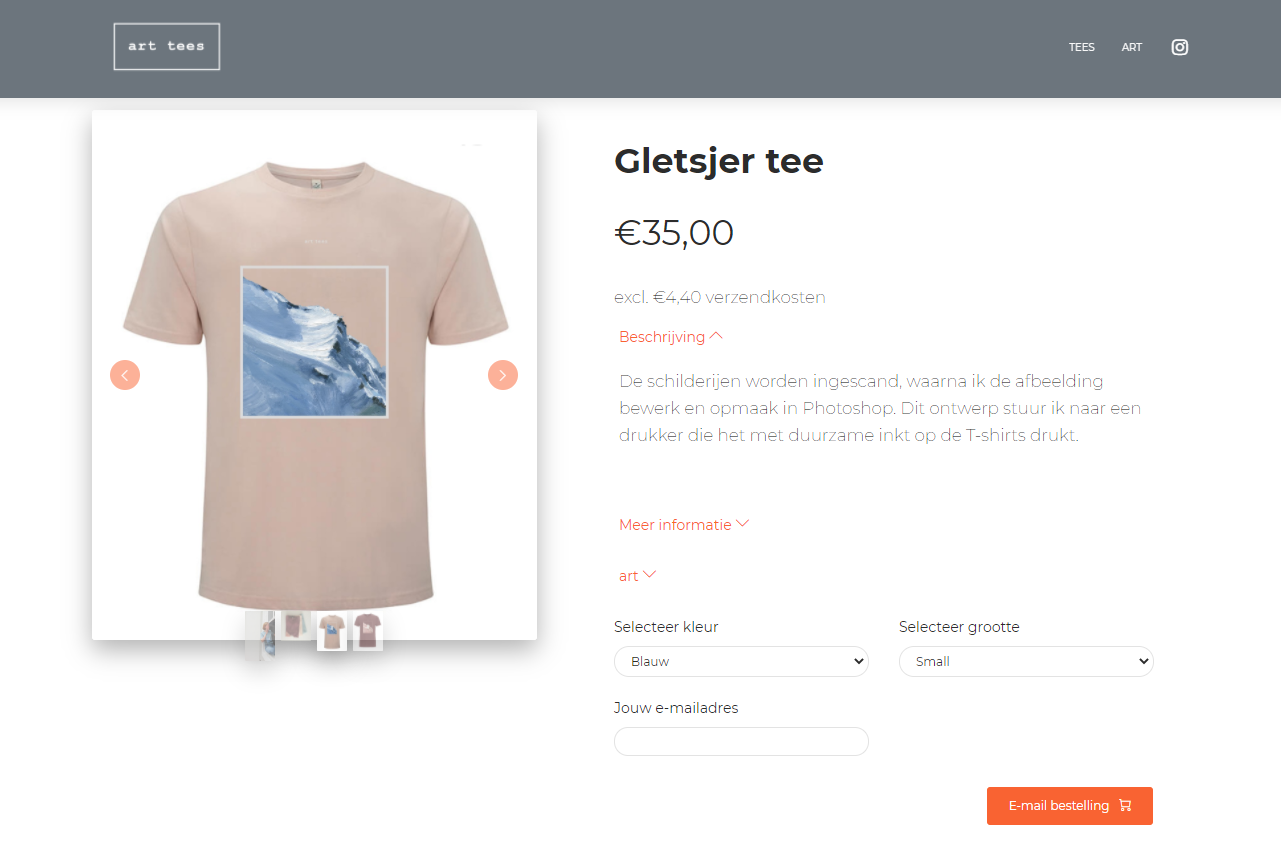 art tees
TEES
ART
Gletsjer tee
€35,00
excl. €4,40 verzendkosten
Beschrijving
De schilderijen worden ingescand, waarna ik de afbeelding
bewerk en opmaak in Photoshop. Dit ontwerp stuur ik naar een
drukker die het met duurzame inkt op de T-shirts drukt.
Meer informatie
art
Selecteer kleur
Selecteer grootte
Blauw
Small
Jouw e-mailadres
E-mail bestelling